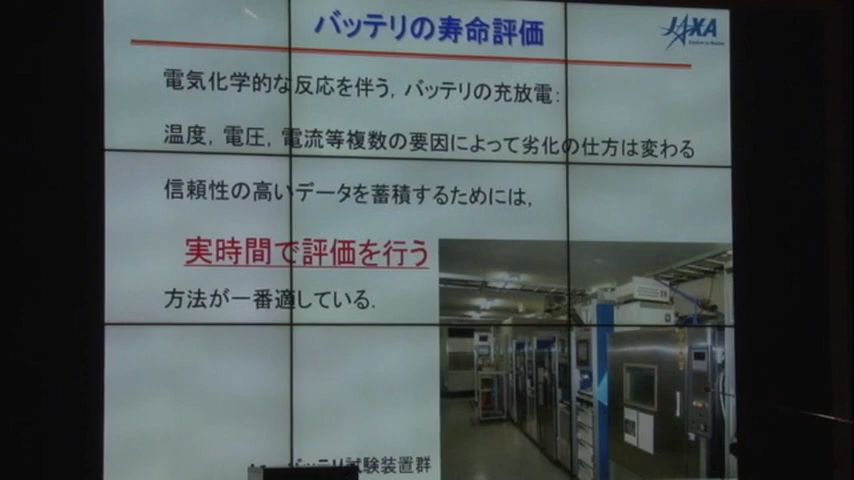 バッテリの寿命評価
JAXA
電気化学的な反応を伴う，バッテリの充放電：
温度，電圧，電流等複数の要因によって劣化の仕方は変わる
信頼性の高いデータを蓄積するためには，
実時間で評価を行う
方法が一番適している．
バッテリ試験装置群